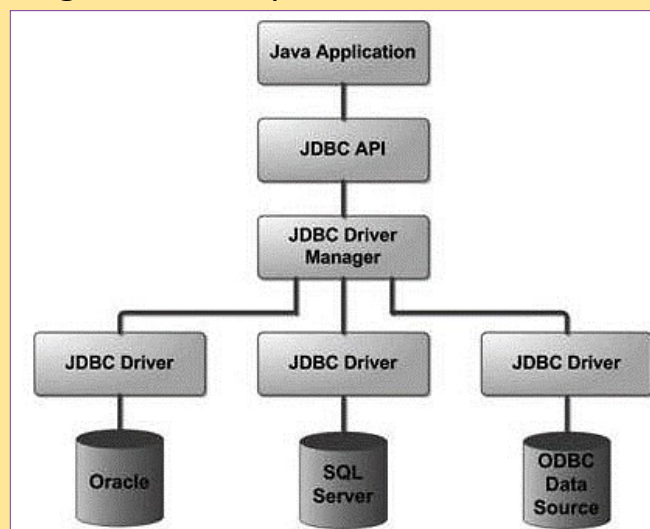 Java Application
JDBC API
JDBC Driver
Manager
JDBC Driver
JDBC Driver
JDBC Driver
Oracle
SQL
Server
ODBC
Data
Source